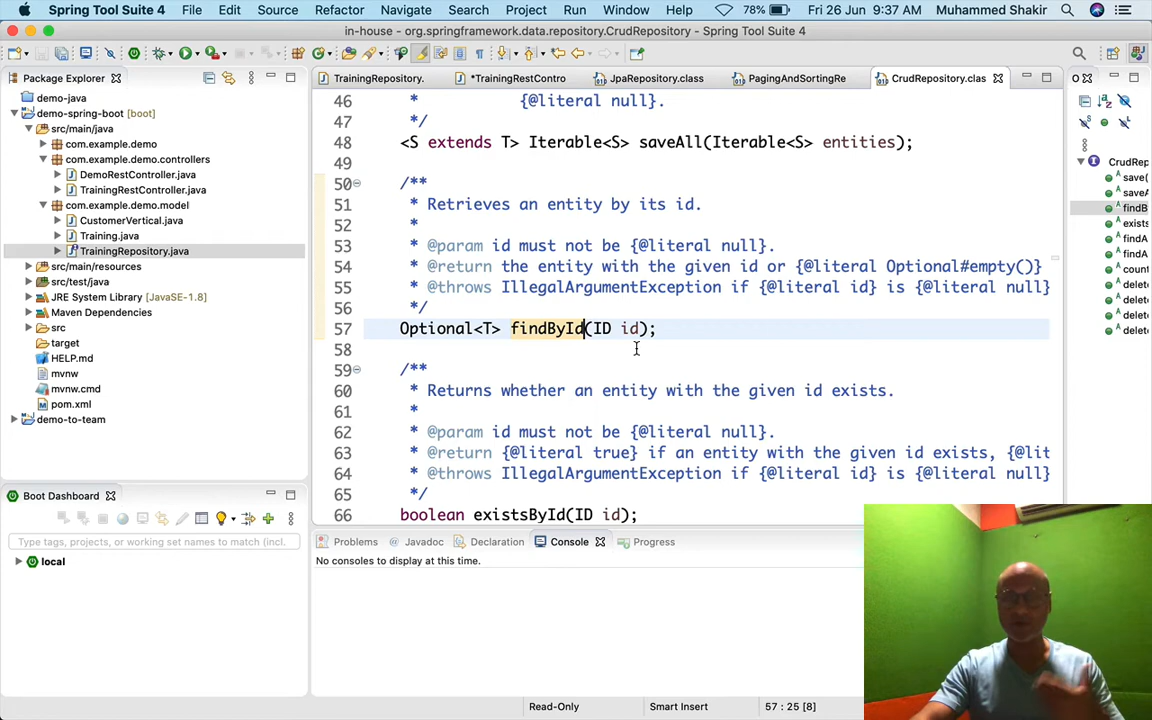 Spring Tool Suite 4 File Edit Source Refactor Navigate Search Project Run Window Help 78% Fri 26 Jun 9:37 AM Muhammed Shakir
in-house - org.springframework.data.repository.CrudRepository - Spring Tool Suite 4
Package Explorer
demo-java
demo-spring-boot [boot]
src/main/java
com.example.demo
com.example.demo.controllers
DemoRestController.java
TrainingRestController.java
com.example.demo.model
CustomerVertical.java
Training.java
TrainingRepository.java
src/main/resources
src/test/java
JRE System Library [JavaSE-1.8]
Maven Dependencies
src
target
HELP.md
mvnw
mvnw.cmd
pom.xml
demo-to-team
TrainingRepository. *TrainingRestContro JpaRepository.class PagingAndSortingRe CrudRepository.clas
46 * {@literal null}.
47 */
48 <S extends T> Iterable<S> saveAll(Iterable<S> entities);
49
50 /**
51 * Retrieves an entity by its id.
52 *
53 * @param id must not be {@literal null}.
54 * @return the entity with the given id or {@literal Optional#empty()}
55 * @throws IllegalArgumentException if {@literal id} is {@literal null}
56 */
57 Optional<T> findById(ID id);
58
59 /**
60 * Returns whether an entity with the given id exists.
61 *
62 * @param id must not be {@literal null}.
63 * @return {@literal true} if an entity with the given id exists, {@lit
64 * @throws IllegalArgumentException if {@literal id} is {@literal null}
65 */
66 boolean existsById(ID id);
O
CrudRep
save(
saveA
findB
exists
findA
findA
count
delete
delete
delete
delete
Boot Dashboard
Type tags, projects, or working set names to match (incl.
local
Problems Javadoc Declaration Console Progress
No consoles to display at this time.
Read-Only Smart Insert 57 : 25 [8]